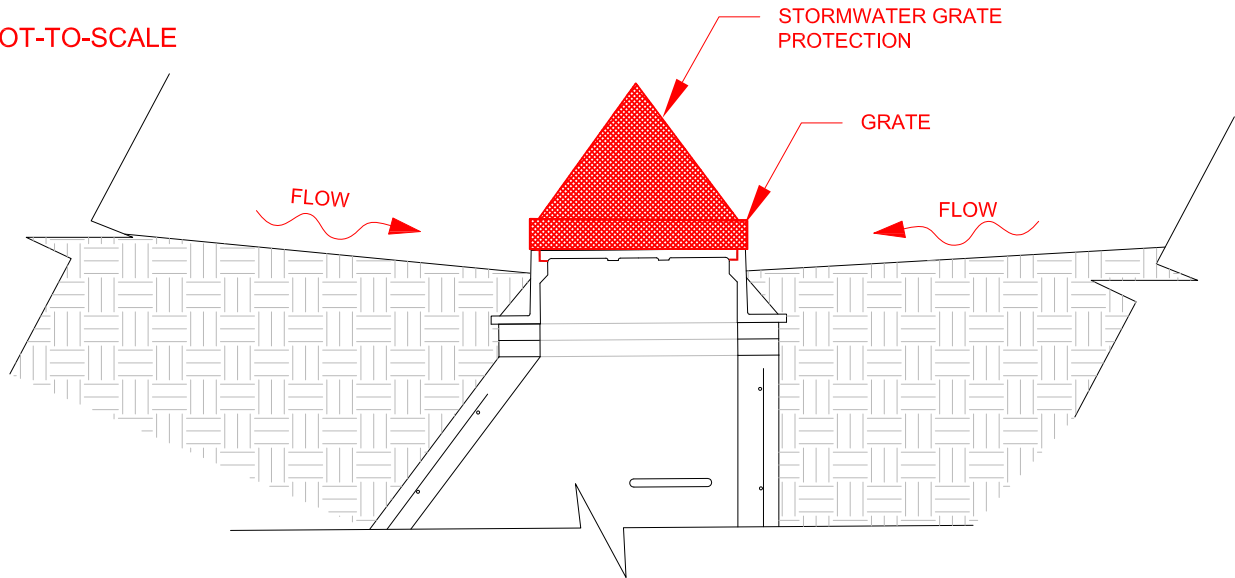 OT-TO-SCALE
STORMWATER GRATE
PROTECTION
GRATE
FLOW
FLOW